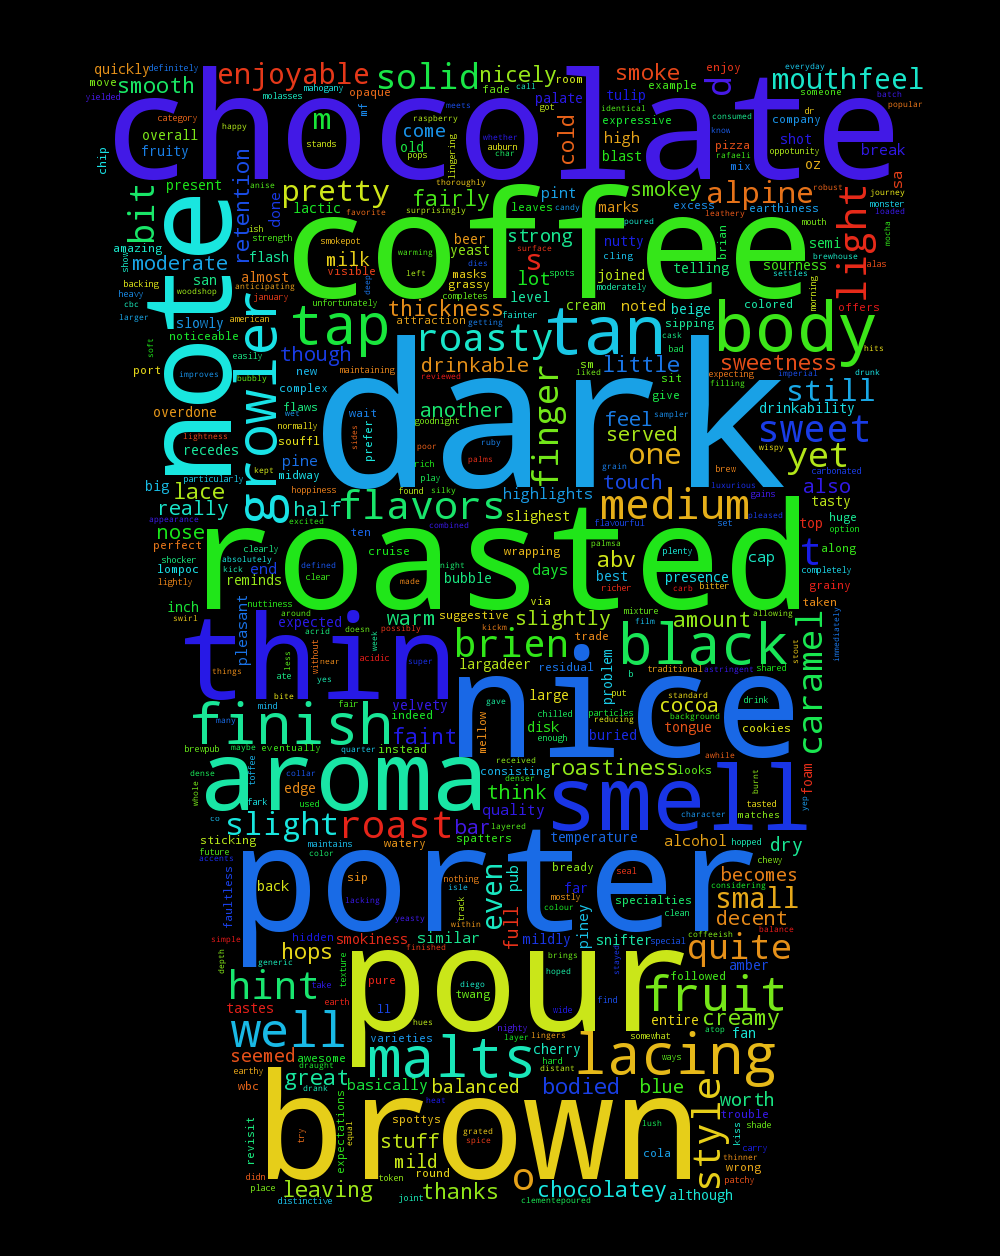 quickly definitely enjoyable solid nicely room smoke enjoy everyday mouthfeel
move smooth molasses mahogany opaque mf fade call palate tulip example d someone
yielded chocolate popular
category m meets got identical expressive consumed dr company
overall happy stands raspberry whether auburn old come high cold know shot
fruity chip pops char lingering blast pizza rafaeli oppotunity break
mix oz
retention anise thoroughly sa
bit present pretty fairly pint smokey alpine robust journey
done lactic favorite surprisingly leaves candy marks excess leathery earthiness monster
note ish strength coffee poured mouth loaded light
amazing show smokepot warming beer strong nutty brian semi mocha
backing moderate woodshop flash milk yeast surface s cling joined telling sourness brewhouse
heavy san almost anticipating visible left masks dies lot spots moderately settles alas
cbc january deep grassy level cream colored morning
larger american unfortunately thickness completes fainter noted beige atop offers
slowly tap attraction getting tan sipping body hits
noticeable growler roasty cask bad
soft easily though maintaining drinkable sm little sweetness
port improves bubbly new reviewed liked sit expecting imperial drunk
complex dark finger give filling still
overdone flaws wet another feel sampler drinkability
lightness normally wait goodnight served sweet
recedes souffl sides prefer poor ruby one wispy yet
particularly kept pine rich palms grain brew carbonated
big midway play touch luxurious
lace hoppiness found silky highlights medium gains also
really half flavors slighest tasty
appearance excited combined flavourful set pleased top huge
nose ten option
perfect roasted
shocker clearly cruise wrapping abv plenty cap along
lompoc absolutely defined night best presence completely
lightly kick reminds clear made bubble days richer carb bitter grainy
inch nuttiness via mixture allowing taken
swirl around expected warm suggestive slightly film amount immediately
pleasant acrid doesn possibly kickm brien trade black caramel
thin week acidic largadeer residual problem traditional astringent shared stout
things less without near super b
ate yes nice
bite fair velvety gave large put standard drink
many mind finish indeed mellow chilled particles cocoa
brewpub maybe quarter faint disk reducing background cookies
eventually instead enough buried tongue
received awhile
dense toffee collar aroma consisting denser roastiness looks foam
whole fark edge think smell burnt
used quality character tasted yep
co slight roast bar layered matches
sticking maintains watery spatters temperature alcohol hopped dry
future color porter chewy
accents sip nothing even pub bready seal considering becomes
faultless back isle far mostly specialties small
lacking track colour clean decent
yeasty within full piney coffeeish balance
simple hidden smokiness similar mildly snifter special quite
depth hops finished brings hoped stayed
generic texture pour amber
hint take pure diego followed
twang find fruit
tastes earth ll wide entire creamy
well hues nighty layer lingers somewhat atop fan
seemed awesome varieties malts cherry lacing
earthy draught hard distant ways
wbc great basically balanced bodied blue worth
drank heat trouble
expectations brown style
revisit equal spottys grated lush kiss shade
try stuff spice carry
didn mild cola thinner wrong
place token round o patchy
leaving joint thanks chocolatey although
distinctive clementepoured